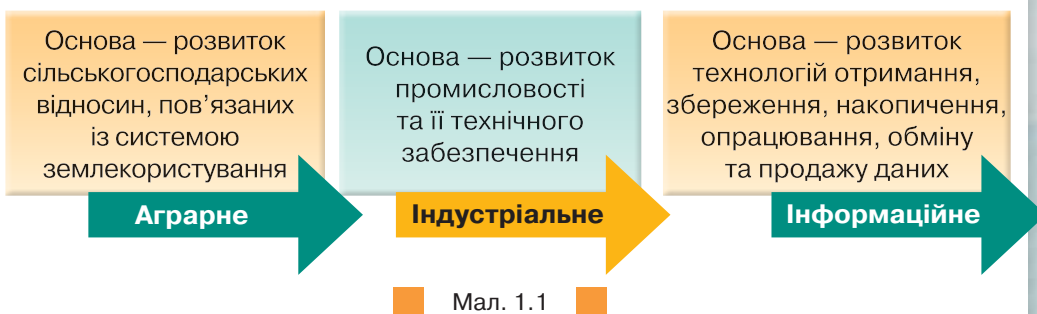 Основа — розвиток
сільськогосподарських
відносин, пов’язаних
із системою
землекористування
Аграрне
Основа — розвиток
промисловості
та її технічного
забезпечення
Індустріальне
Основа — розвиток
технологій отримання,
збереження, накопичення,
опрацювання, обміну
та продажу даних
Інформаційне
Мал. 1.1